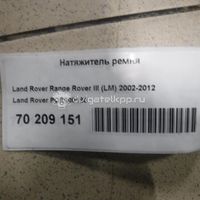 Натяжитель ремня
Land Rover Range Rover III (LM) 2002-2012
Land Rover
70 209 151